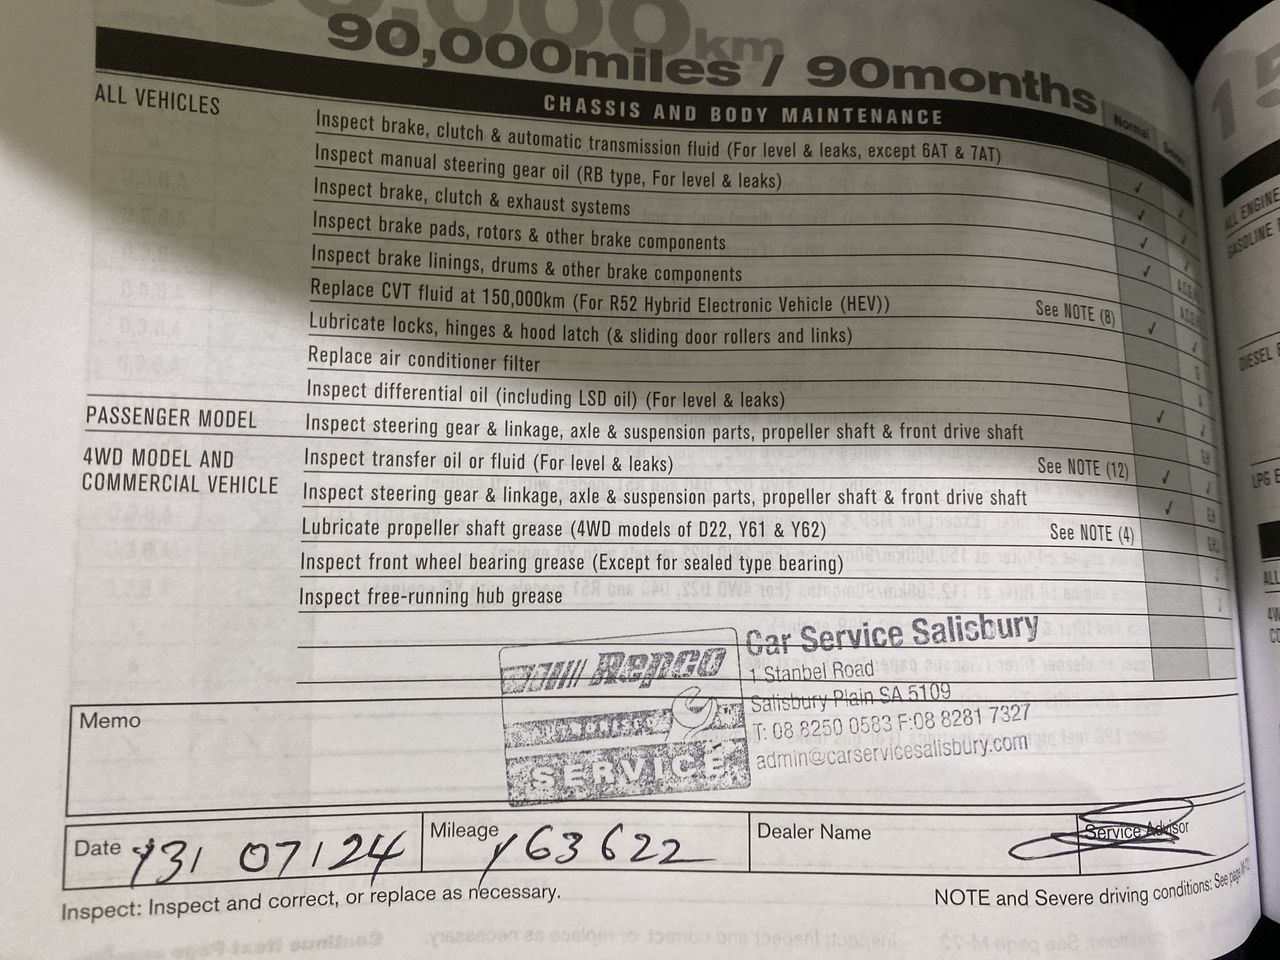 90,000miles / 90months
Normal
CHASSIS AND BODY MAINTENANCE
ALL VEHICLES
Inspect brake, clutch & automatic transmission fluid (For level & leaks, except 6AT & 7AT) ✓
Inspect manual steering gear oil (RB type, For level & leaks) ✓
Inspect brake, clutch & exhaust systems ✓
Inspect brake pads, rotors & other brake components ✓
Inspect brake linings, drums & other brake components
Replace CVT fluid at 150,000km (For R52 Hybrid Electronic Vehicle (HEV)) See NOTE (8) ✓
Lubricate locks, hinges & hood latch (& sliding door rollers and links)
Replace air conditioner filter
Inspect differential oil (including LSD oil) (For level & leaks) ✓
PASSENGER MODEL
Inspect steering gear & linkage, axle & suspension parts, propeller shaft & front drive shaft
4WD MODEL AND
COMMERCIAL VEHICLE
Inspect transfer oil or fluid (For level & leaks) See NOTE (12) ✓
Inspect steering gear & linkage, axle & suspension parts, propeller shaft & front drive shaft ✓
Lubricate propeller shaft grease (4WD models of D22, Y61 & Y62) See NOTE (4)
Inspect front wheel bearing grease (Except for sealed type bearing)
Inspect free-running hub grease
Repco
AUTHORISED
SERVICE
Car Service Salisbury
1 Stanbel Road
Salisbury Plain SA 5109
T: 08 8250 0583 F:08 8281 7327
admin@carservicesalisbury.com
Memo
Date 31 07 / 24
Mileage 163622
Dealer Name
Service Advisor
Inspect: Inspect and correct, or replace as necessary.
NOTE and Severe driving conditions: See page
ALL ENGINE
GASOLINE
DIESEL
LPG
ALL